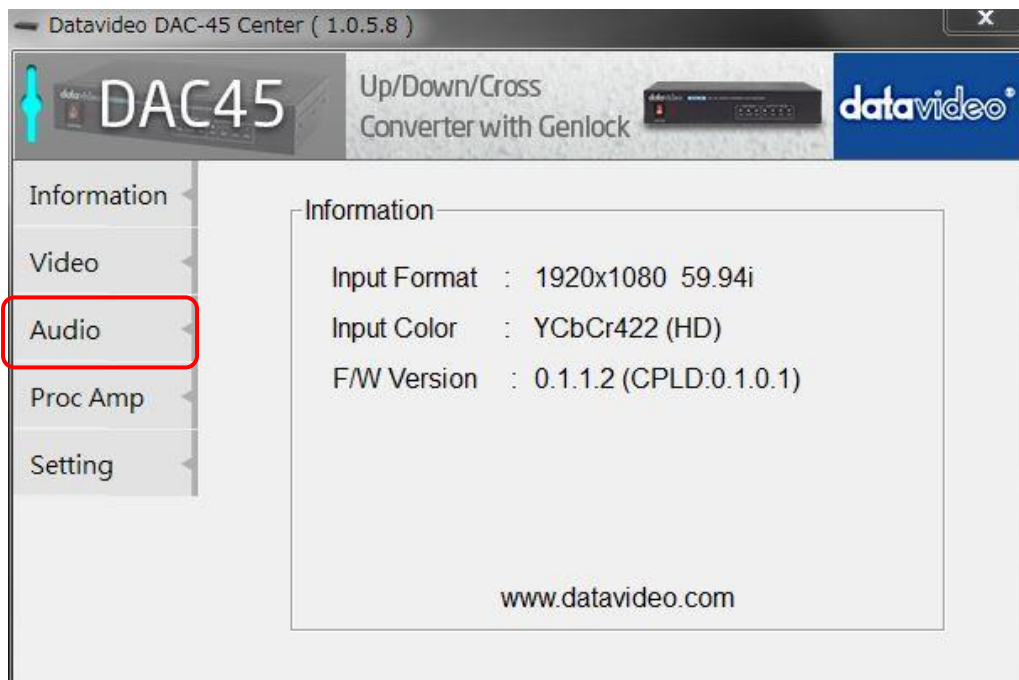 Datavideo DAC-45 Center ( 1.0.5.8 )
x
DAC45
Up/Down/Cross
Converter with Genlock
datavideo®
Information
Video
Audio
Proc Amp
Setting
Information
Input Format : 1920x1080 59.94i
Input Color : YCbCr422 (HD)
F/W Version : 0.1.1.2 (CPLD:0.1.0.1)
www.datavideo.com